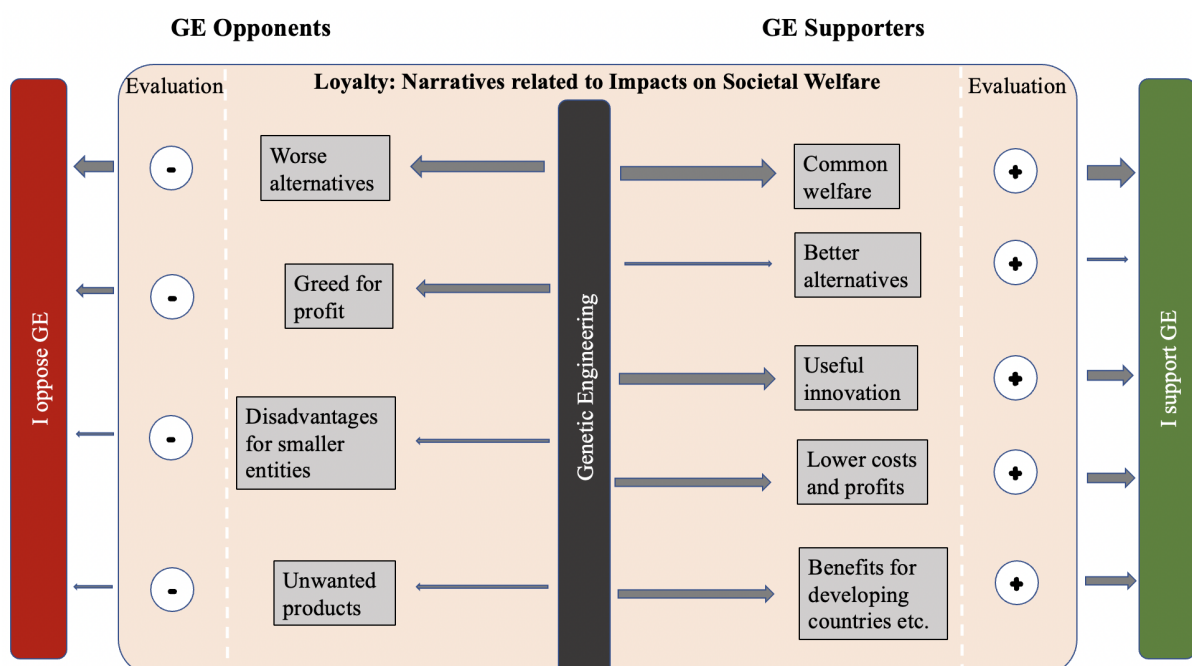 GE Opponents
GE Supporters
Loyalty: Narratives related to Impacts on Societal Welfare
Evaluation
Evaluation
I oppose GE
-
Worse
alternatives
-
Greed for
profit
-
Disadvantages
for smaller
entities
-
Unwanted
products
Genetic Engineering
Common
welfare
+
Better
alternatives
+
Useful
innovation
+
Lower costs
and profits
+
Benefits for
developing
countries etc.
+
I support GE